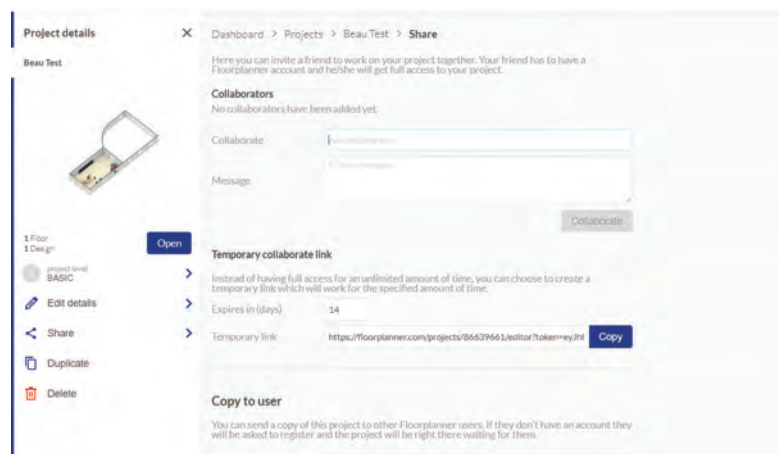 Project details
Dashboard > Projects > Beau Test > Share
Beau Test
Here you can invite a friend to work on your project together. Your friend has to have a
Floorplanner account and he/she will get full access to your project.
Collaborators
No collaborators have been added yet
Collaborate
Message
Collaborate
1 Floor
1 Design
Open
project level
BASIC
Edit details
Share
Duplicate
Delete
Temporary collaborate link
Instead of having full access for an unlimited amount of time, you can choose to create a
temporary link which will work for the specified amount of time.
Expires in (days) 14
Temporary link https://floorplanner.com/projects/86639661/editor?token=eyJhl Copy
Copy to user
You can send a copy of this project to other Floorplanner users. If they don't have an account they
will be asked to register and the project will be right there waiting for them.